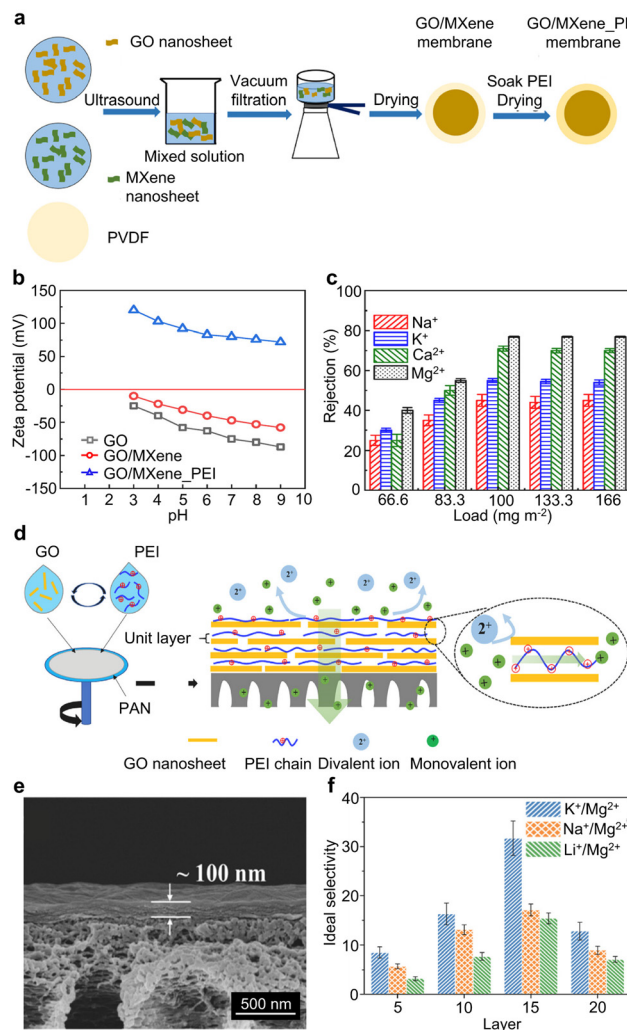 a
GO nanosheet
GO/MXene
membrane
GO/MXene_PEI
membrane
Ultrasound
Vacuum
filtration
Drying
Soak PEI
Drying
Mixed solution
MXene
nanosheet
PVDF
b
Zeta potential (mV)
150
100
50
0
-50
-100
-150
GO
GO/MXene
GO/MXene_PEI
1 2 3 4 5 6 7 8 9 10
pH
c
Rejection (%)
100
80
60
40
20
0
Na⁺
K⁺
Ca²⁺
Mg²⁺
66.6 83.3 100 133.3 166
Load (mg m⁻²)
d
GO
PEI
Unit layer
PAN
2⁺
2⁺
2⁺
2⁺
2⁺
GO nanosheet
PEI chain
2⁺
Divalent ion
Monovalent ion
e
~ 100 nm
500 nm
f
Ideal selectivity
40
30
20
10
0
K⁺/Mg²⁺
Na⁺/Mg²⁺
Li⁺/Mg²⁺
5 10 15 20
Layer